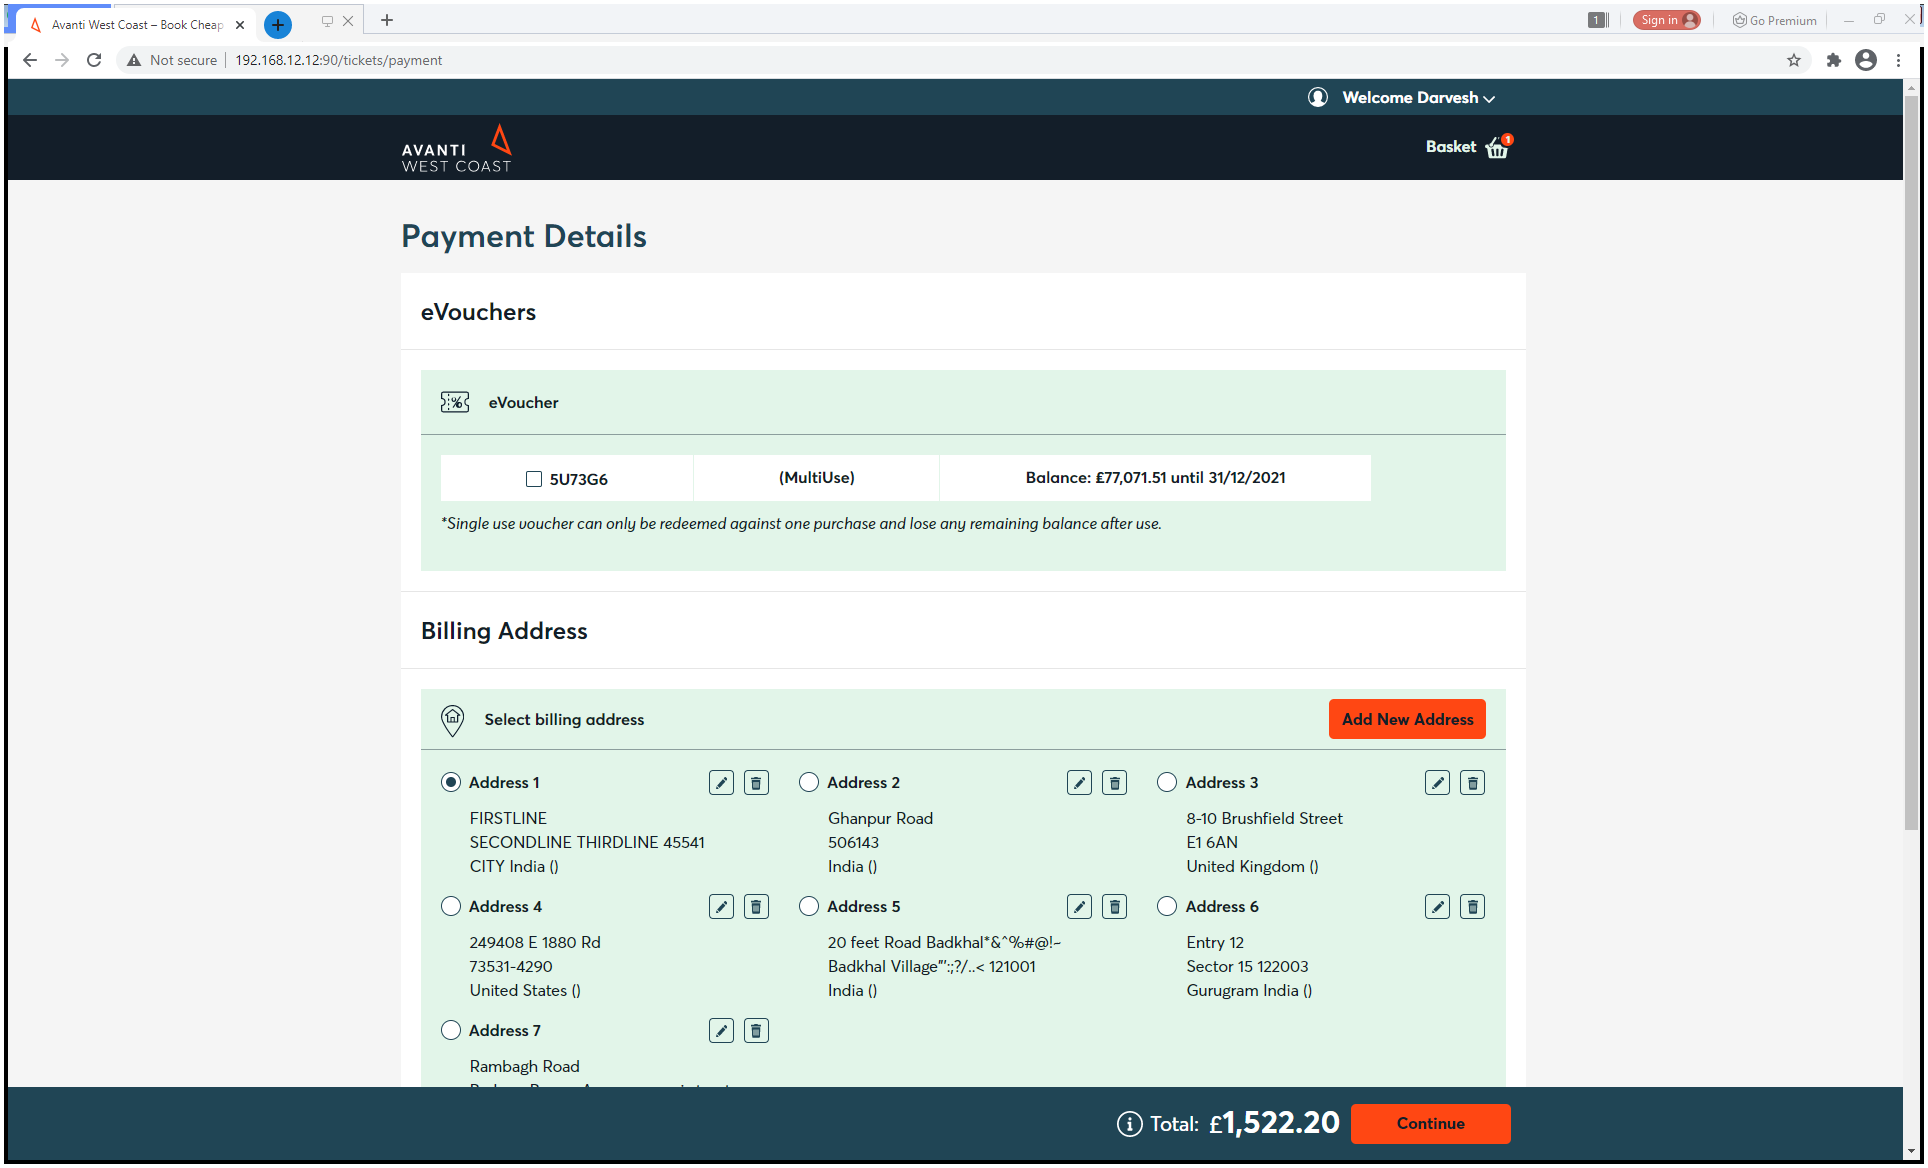 Avanti West Coast – Book Cheap
1
Sign in
Go Premium
Not secure
192.168.12.12:90/tickets/payment
Welcome Darvesh
AVANTI
WEST COAST
Basket
1
Payment Details
eVouchers
eVoucher
5U73G6
(MultiUse)
Balance: £77,071.51 until 31/12/2021
*Single use voucher can only be redeemed against one purchase and lose any remaining balance after use.
Billing Address
Select billing address
Add New Address
Address 1
FIRSTLINE
SECONDLINE THIRDLINE 45541
CITY India ()
Address 2
Ghanpur Road
506143
India ()
Address 3
8-10 Brushfield Street
E1 6AN
United Kingdom ()
Address 4
249408 E 1880 Rd
73531-4290
United States ()
Address 5
20 feet Road Badkhal*&^%#@!~
Badkhal Village"':;?/..< 121001
India ()
Address 6
Entry 12
Sector 15 122003
Gurugram India ()
Address 7
Rambagh Road
Total: £1,522.20
Continue